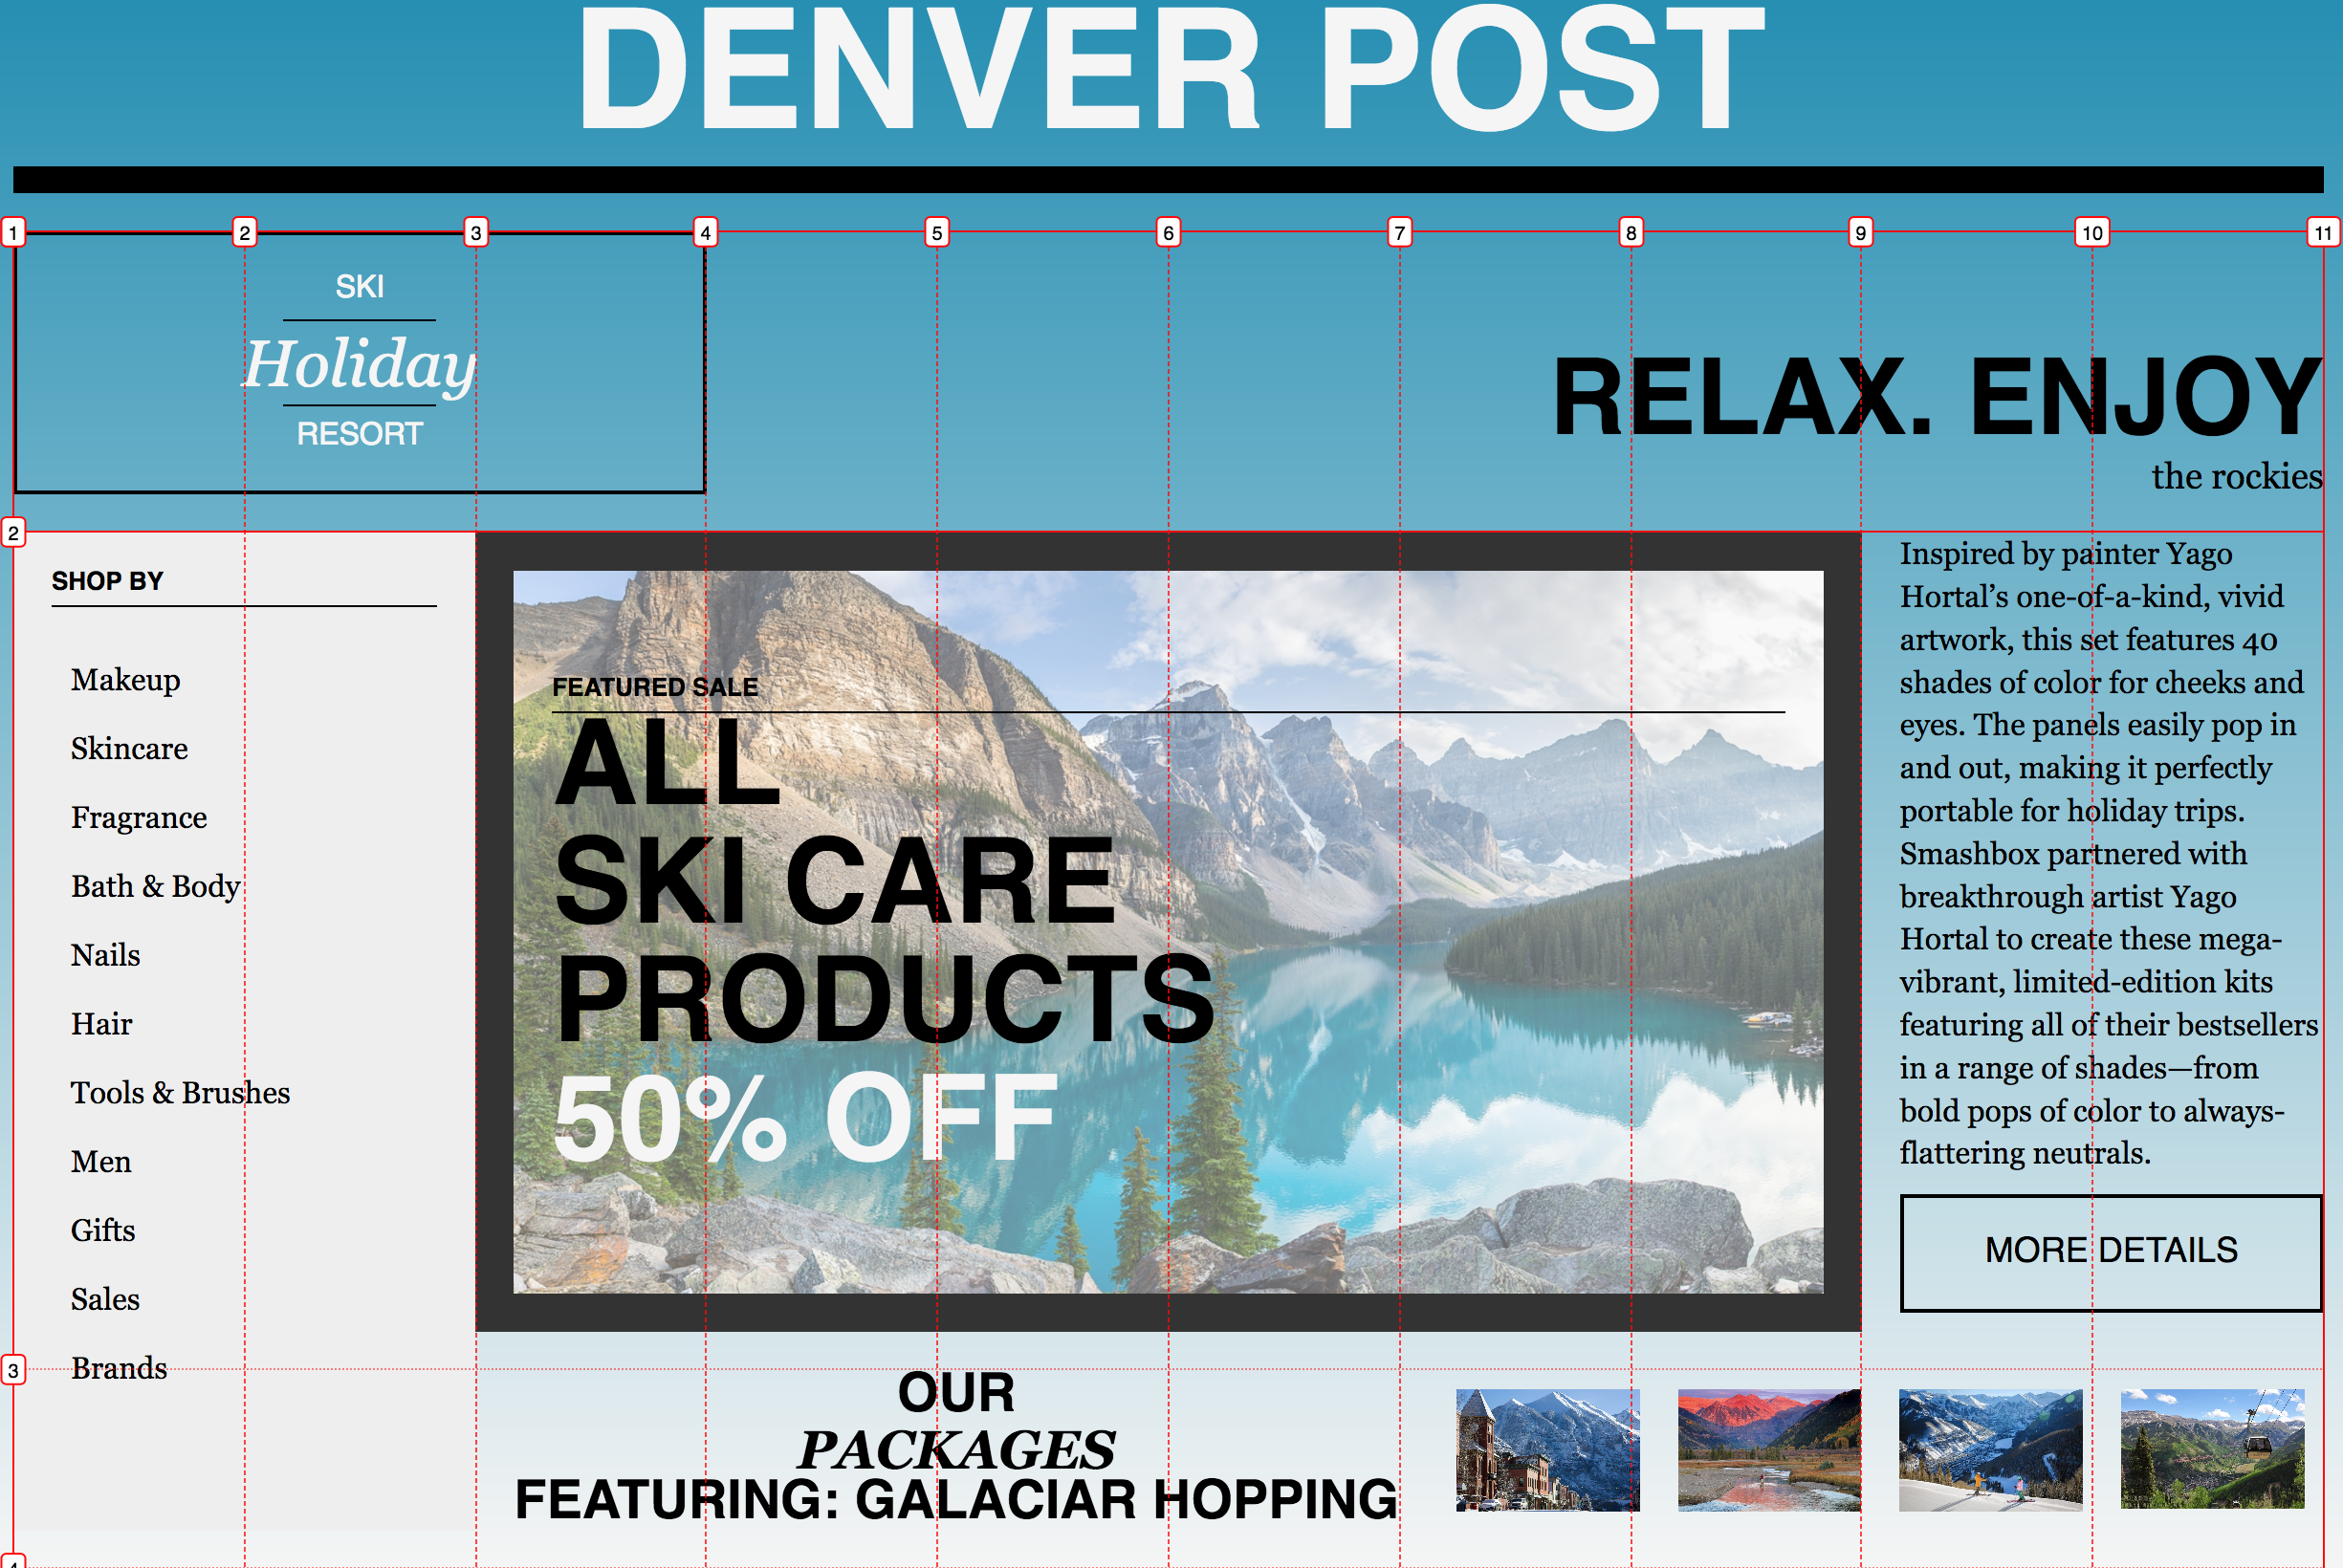 DENVER POST
1 2 3 4 5 6 7 8 9 10 11
SKI
Holiday
RESORT
RELAX. ENJOY
the rockies
2
SHOP BY
Makeup
Skincare
Fragrance
Bath & Body
Nails
Hair
Tools & Brushes
Men
Gifts
Sales
Brands
FEATURED SALE
ALL
SKI CARE
PRODUCTS
50% OFF
Inspired by painter Yago
Hortal’s one-of-a-kind, vivid
artwork, this set features 40
shades of color for cheeks and
eyes. The panels easily pop in
and out, making it perfectly
portable for holiday trips.
Smashbox partnered with
breakthrough artist Yago
Hortal to create these mega-
vibrant, limited-edition kits
featuring all of their bestsellers
in a range of shades—from
bold pops of color to always-
flattering neutrals.
MORE DETAILS
3
OUR
PACKAGES
FEATURING: GALACIAR HOPPING